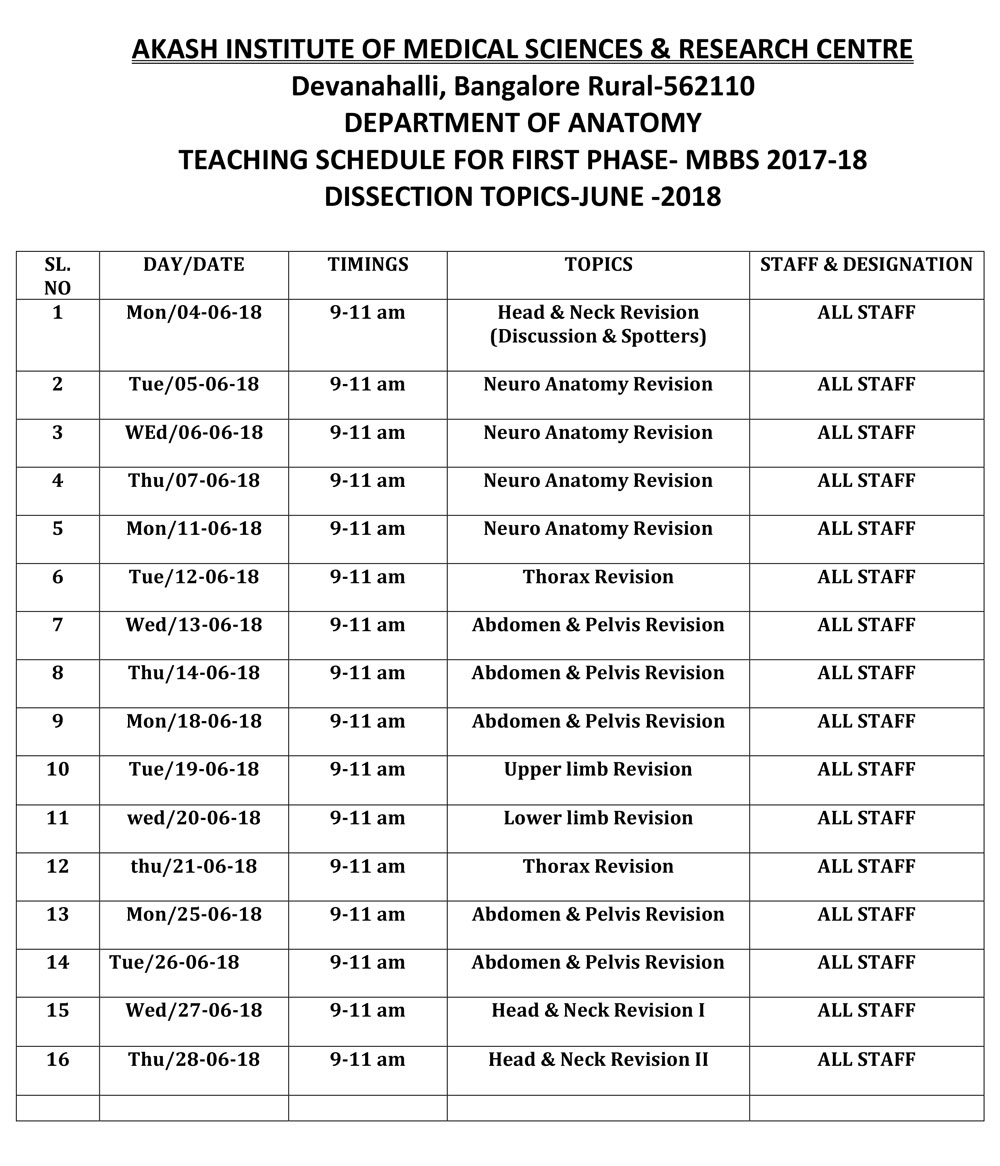 AKASH INSTITUTE OF MEDICAL SCIENCES & RESEARCH CENTRE
Devanahalli, Bangalore Rural-562110
DEPARTMENT OF ANATOMY
TEACHING SCHEDULE FOR FIRST PHASE- MBBS 2017-18
DISSECTION TOPICS-JUNE -2018
SL. NO DAY/DATE TIMINGS TOPICS STAFF & DESIGNATION
1 Mon/04-06-18 9-11 am Head & Neck Revision ALL STAFF
(Discussion & Spotters)
2 Tue/05-06-18 9-11 am Neuro Anatomy Revision ALL STAFF
3 WEd/06-06-18 9-11 am Neuro Anatomy Revision ALL STAFF
4 Thu/07-06-18 9-11 am Neuro Anatomy Revision ALL STAFF
5 Mon/11-06-18 9-11 am Neuro Anatomy Revision ALL STAFF
6 Tue/12-06-18 9-11 am Thorax Revision ALL STAFF
7 Wed/13-06-18 9-11 am Abdomen & Pelvis Revision ALL STAFF
8 Thu/14-06-18 9-11 am Abdomen & Pelvis Revision ALL STAFF
9 Mon/18-06-18 9-11 am Abdomen & Pelvis Revision ALL STAFF
10 Tue/19-06-18 9-11 am Upper limb Revision ALL STAFF
11 wed/20-06-18 9-11 am Lower limb Revision ALL STAFF
12 thu/21-06-18 9-11 am Thorax Revision ALL STAFF
13 Mon/25-06-18 9-11 am Abdomen & Pelvis Revision ALL STAFF
14 Tue/26-06-18 9-11 am Abdomen & Pelvis Revision ALL STAFF
15 Wed/27-06-18 9-11 am Head & Neck Revision I ALL STAFF
16 Thu/28-06-18 9-11 am Head & Neck Revision II ALL STAFF